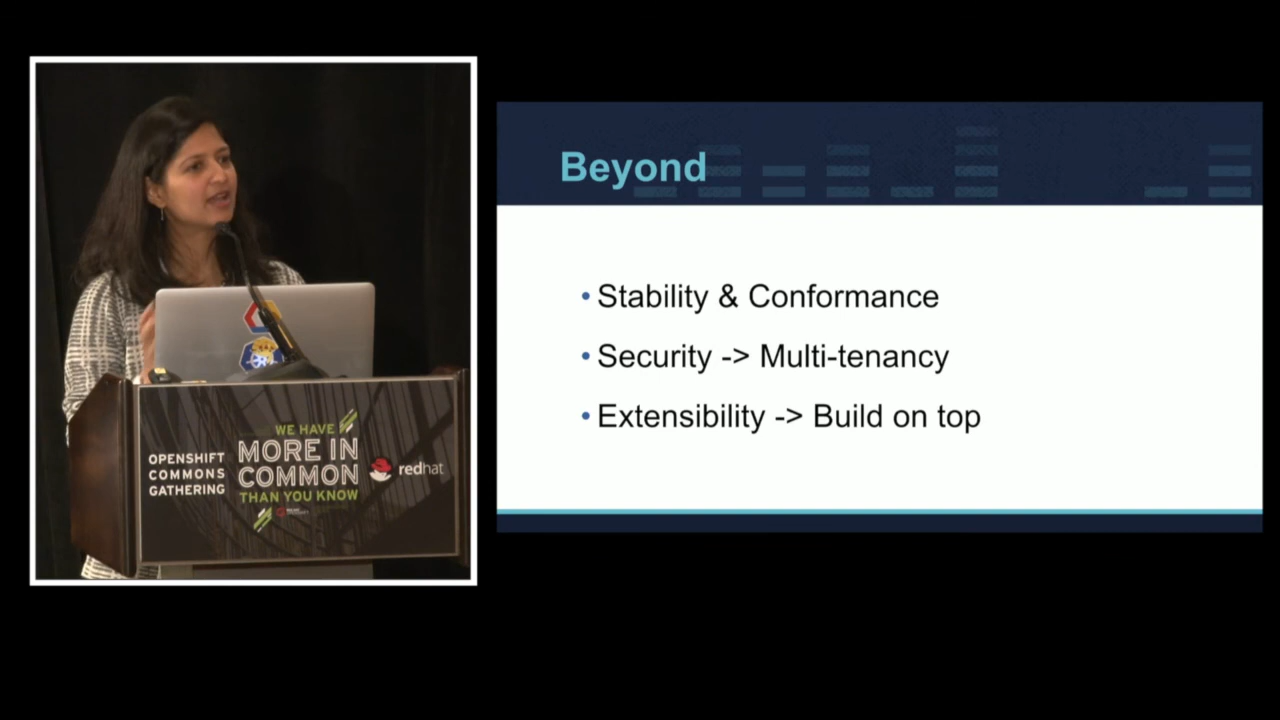 OPENSHIFT
COMMONS
GATHERING
WE HAVE
MORE IN
COMMON
THAN YOU KNOW
redhat
Beyond
• Stability & Conformance
• Security -> Multi-tenancy
• Extensibility -> Build on top